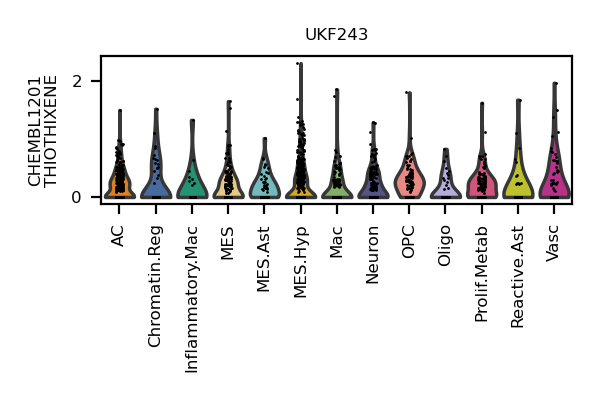 UKF243
CHEMBL1201
THIOTHIXENE
2
0
AC
Chromatin.Reg
Inflammatory.Mac
MES
MES.Ast
MES.Hyp
Mac
Neuron
OPC
Oligo
Prolif.Metab
Reactive.Ast
Vasc